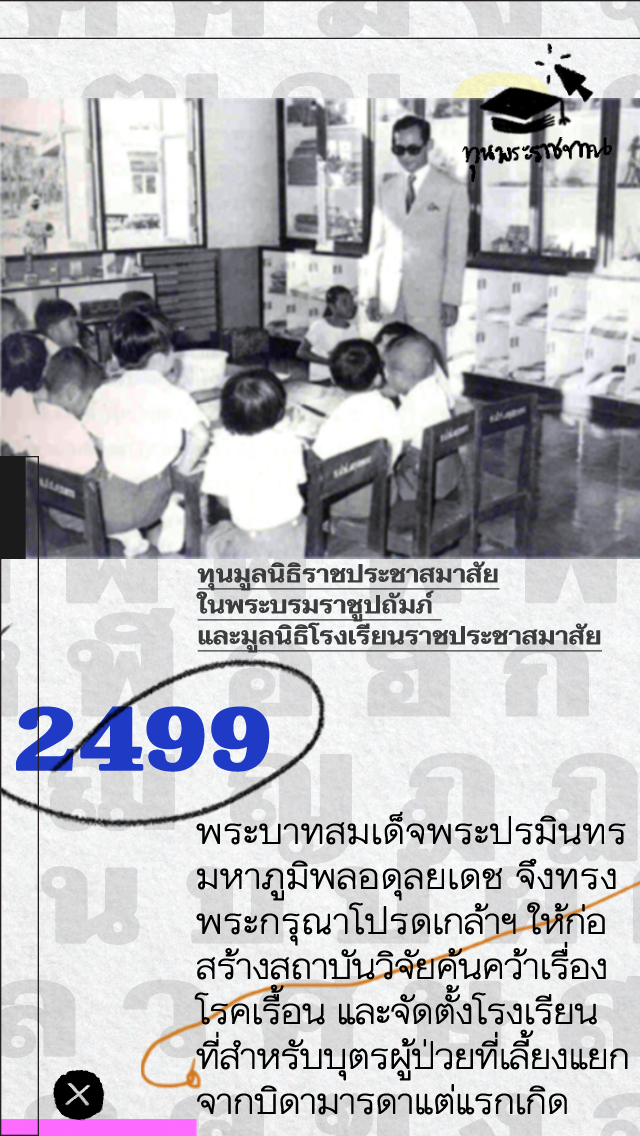 ทุนพระราชทาน
ทุนมูลนิธิราชประชาสมาสัย
ในพระบรมราชูปถัมภ์
และมูลนิธิโรงเรียนราชประชาสมาสัย
2499
พระบาทสมเด็จพระปรมินทร
มหาภูมิพลอดุลยเดช จึงทรง
พระกรุณาโปรดเกล้าฯ ให้ก่อ
สร้างสถาบันวิจัยค้นคว้าเรื่อง
โรคเรื้อน และจัดตั้งโรงเรียน
ที่สำหรับบุตรผู้ป่วยที่เลี้ยงแยก
จากบิดามารดาแต่แรกเกิด